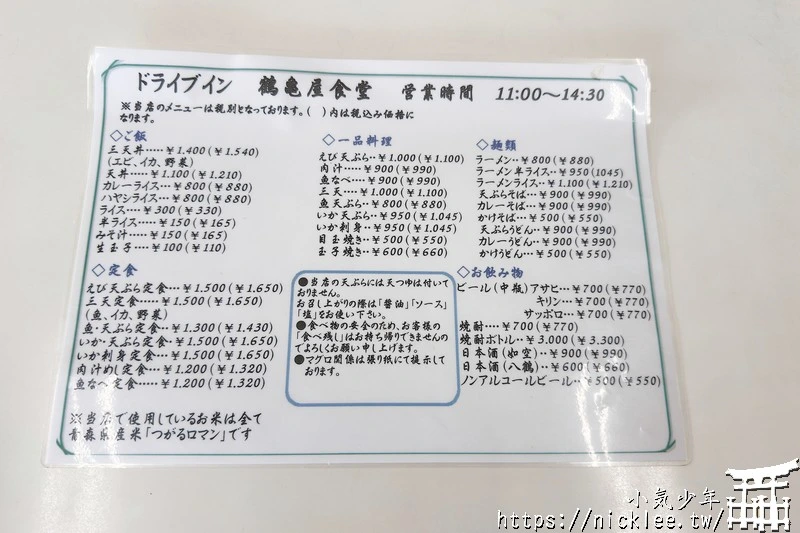 ドライブイン 鶴亀屋食堂 営業時間 11:00～14:30
※当店のメニューは税別となっております。( )内は税込み価格に
なります。
◇ご飯
三天丼‥‥￥1.400(￥1.540)
(エビ、イカ、野菜)
天丼‥‥‥￥1.100(￥1.210)
カレーライス‥￥800(￥880)
ハヤシライス‥￥800(￥880)
ライス‥‥￥300(￥330)
半ライス‥‥￥150(￥165)
みそ汁‥‥￥150(￥165)
生玉子‥‥￥100(￥110)
◇定食
えび天ぷら定食‥￥1.500(￥1.650)
三天定食‥‥￥1.500(￥1.650)
(魚、イカ、野菜)
魚・天ぷら定食‥￥1.300(￥1.430)
いか・天ぷら定食‥￥1.500(￥1.650)
いか刺身定食‥‥￥1.500(￥1.650)
肉汁めし定食‥‥￥1.200(￥1.320)
魚なべ定食‥‥‥￥1.200(￥1.320)
※当店で使用しているお米は全て
青森県産米「つがるロマン」です
◇一品料理
えび天ぷら‥￥1.000(￥1.100)
肉汁‥‥‥￥900(￥990)
魚なべ‥‥￥900(￥990)
三天‥‥‥￥1.000(￥1.100)
魚天ぷら‥￥800(￥880)
いか天ぷら‥￥950(￥1.045)
いか刺身‥￥950(￥1.045)
目玉焼き‥￥500(￥550)
玉子焼き‥￥600(￥660)
●当店の天ぷらには天つゆは付いて
おりません。
お召し上がりの際は「醤油」「ソース」
「塩」をお使い下さい。
●食べ物の安全のため、お客様の
「食べ残し」はお持ち帰りできませんの
でよろしくお願い申し上げます。
●マグロ関係は張り紙にて提示して
おります。
◇麺類
ラーメン‥￥800(￥880)
ラーメン半ライス‥￥950(1045)
ラーメンライス‥￥1.100(￥1.210)
天ぷらそば‥￥900(￥990)
カレーそば‥￥900(￥990)
かけそば‥￥500(￥550)
天ぷらうどん‥￥900(￥990)
カレーうどん‥￥900(￥990)
かけうどん‥￥500(￥550)
◇お飲み物
ビール(中瓶)アサヒ‥￥700(￥770)
キリン‥￥700(￥770)
サッポロ‥￥700(￥770)
焼酎‥￥700(￥770)
焼酎ボトル‥￥3.000(￥3.300)
日本酒(如空)‥￥900(￥990)
日本酒(八鶴)‥￥600(￥660)
ノンアルコールビール‥￥500(￥550)
小氣少年
https://nicklee.tw/